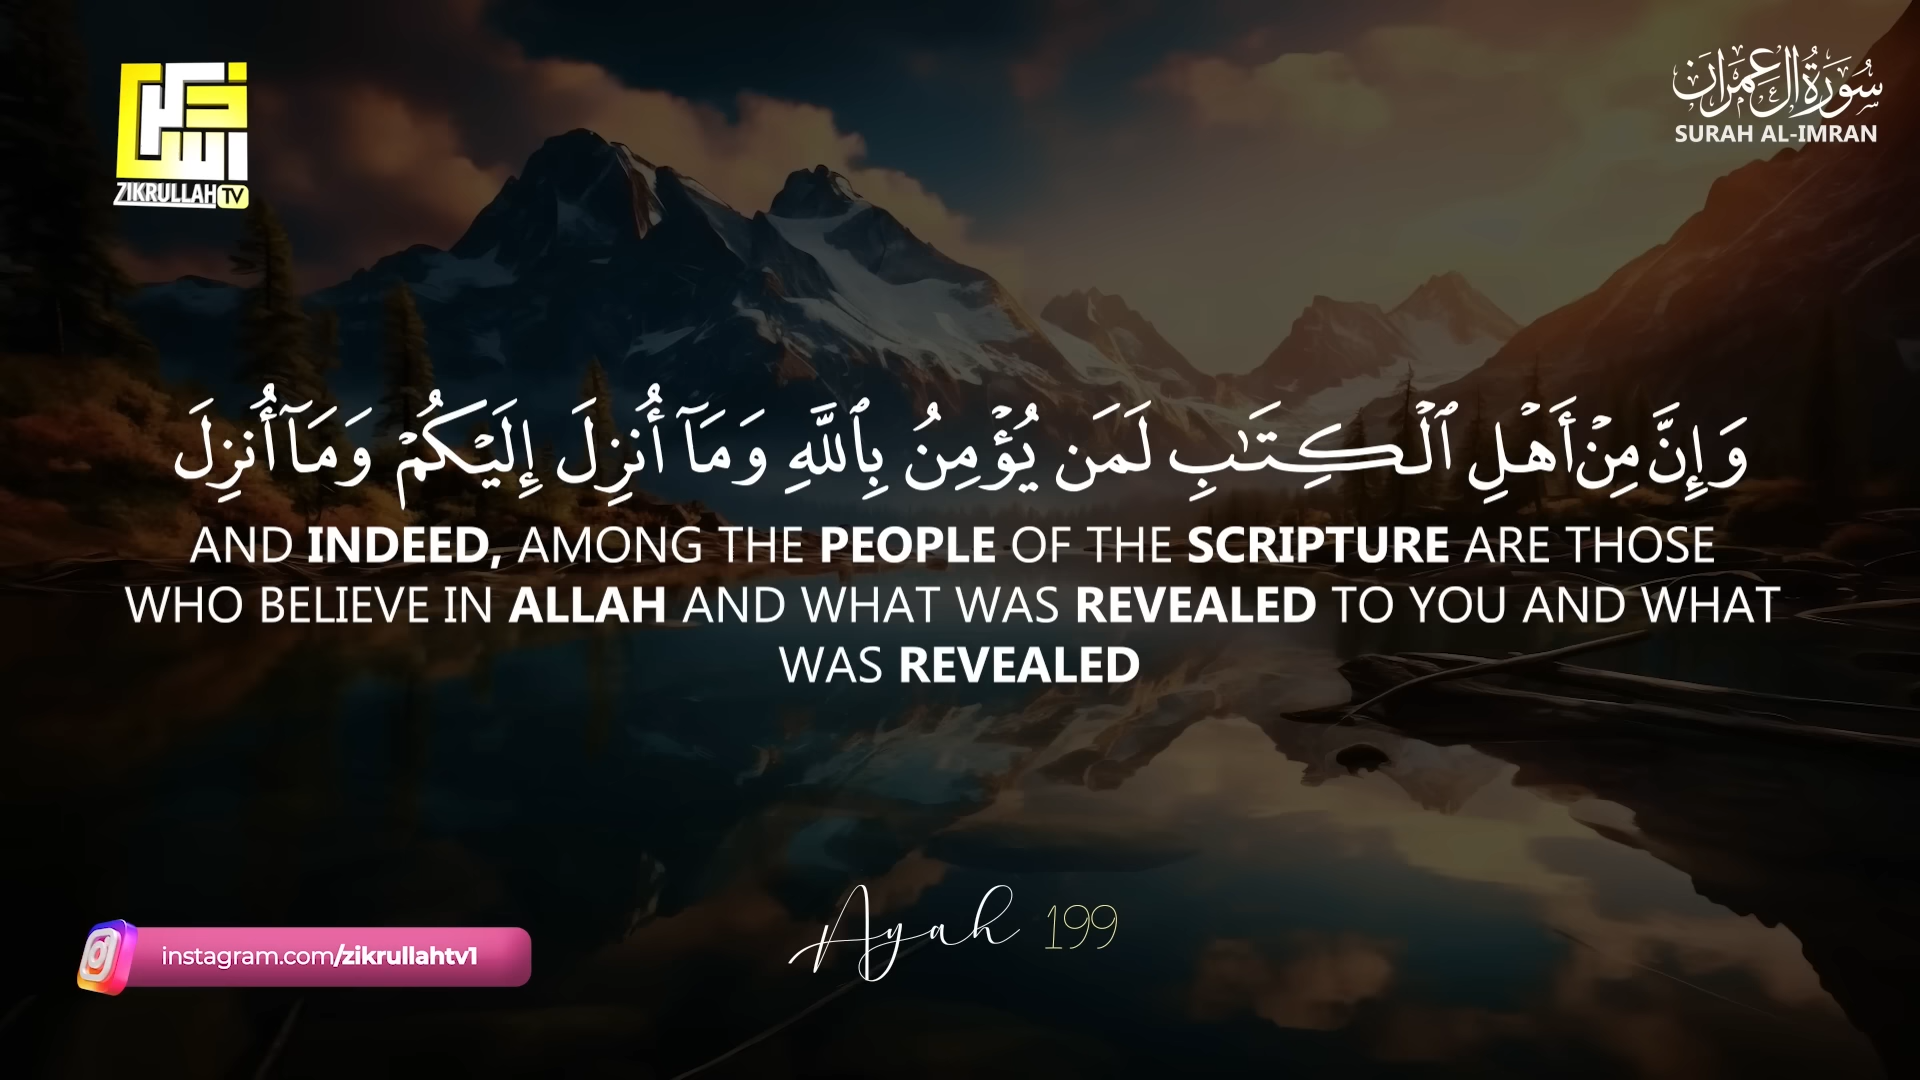 ذكر الله
ZIKRULLAH TV
سُورَةُ اٰلِ عِمْرَان
SURAH AL-IMRAN
وَإِنَّ مِنْ أَهْلِ ٱلْكِتَـٰبِ لَمَن يُؤْمِنُ بِٱللَّهِ وَمَآ أُنزِلَ إِلَيْكُمْ وَمَآ أُنزِلَ
AND INDEED, AMONG THE PEOPLE OF THE SCRIPTURE ARE THOSE
WHO BELIEVE IN ALLAH AND WHAT WAS REVEALED TO YOU AND WHAT
WAS REVEALED
Ayah 199
instagram.com/zikrullahtv1